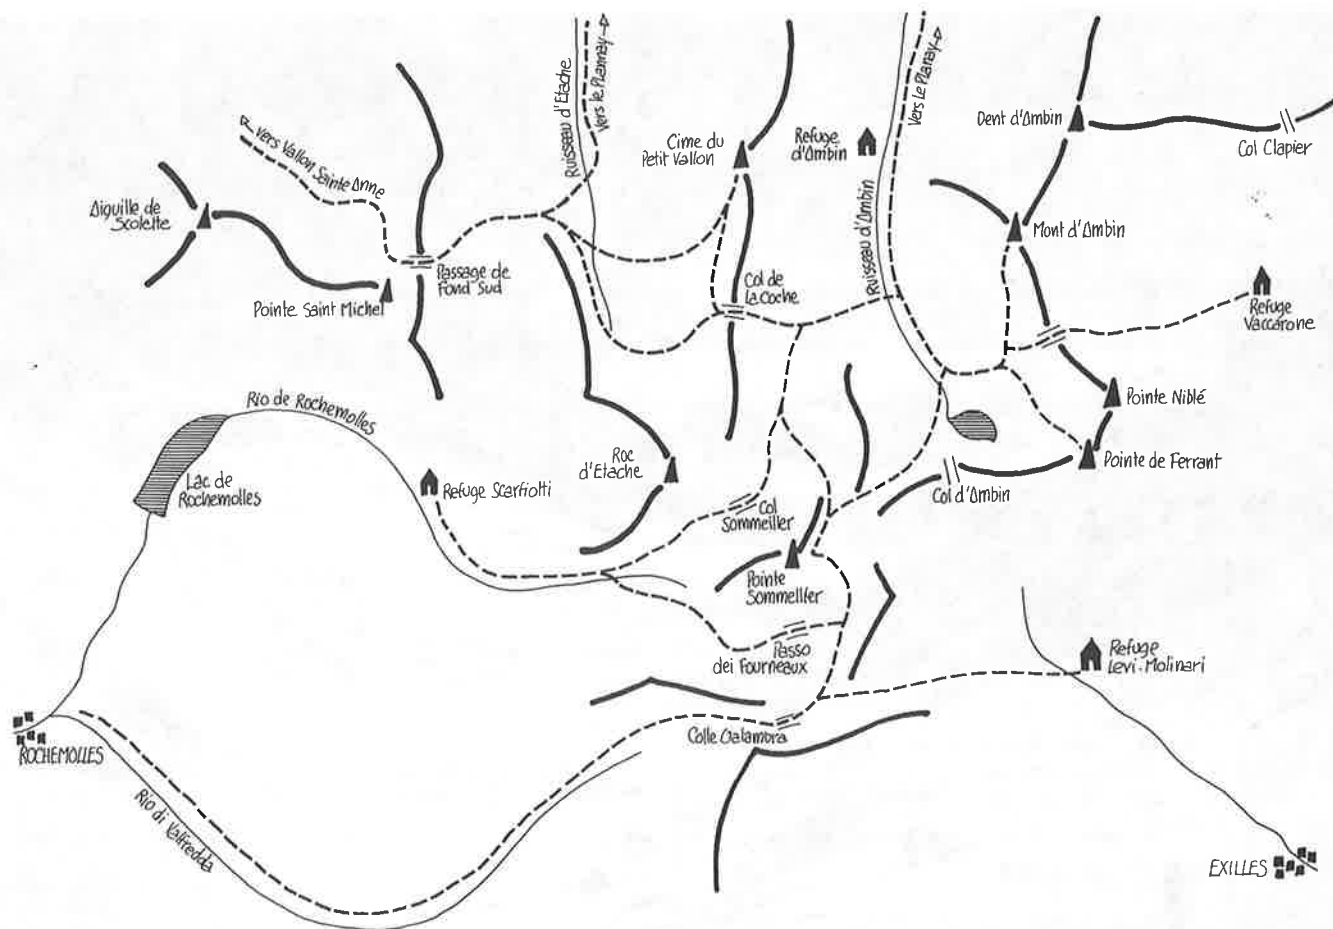 Ruisseau d'Etache
Vers le Plannay
Vers le Planay
vers Vallon Sainte Anne
Cime du
Petit Vallon
Refuge
d'Ambin
Dent d'Ambin
Col Clapier
Aiguille de
Scolette
Ruisseau d'Ambin
Mont d'Ambin
Passage de
Fond Sud
Pointe Saint Michel
Col de
La Coche
Refuge
Vaccarone
Rio de Rochemolles
Pointe Niblé
Lac de
Rochemolles
Refuge Scarfiotti
Roc
d'Etache
Pointe de Ferrant
Col d'Ambin
Col
Sommeiller
Pointe
Sommeiller
Passo
dei Fourneaux
Refuge
Levi-Molinari
Colle Galambra
ROCHEMOLLES
Rio di Valfredda
EXILLES